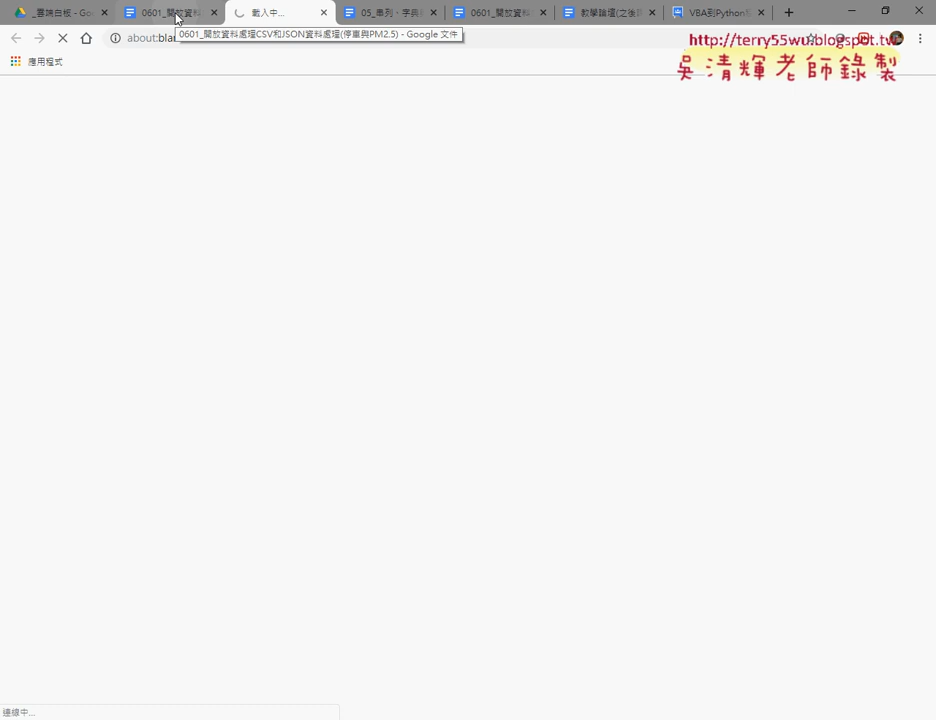 _雲端白板 - Goo
0601_開放資料
載入中...
05_串列、字典
0601_開放資料
教學論壇(之後
VBA到Python
about:bla
0601_開放資料處理CSV和JSON資料處理(停車與PM2.5) - Google 文件
http://terry55wu.blogspot.tw
應用程式
吳清輝老師錄製
連線中...